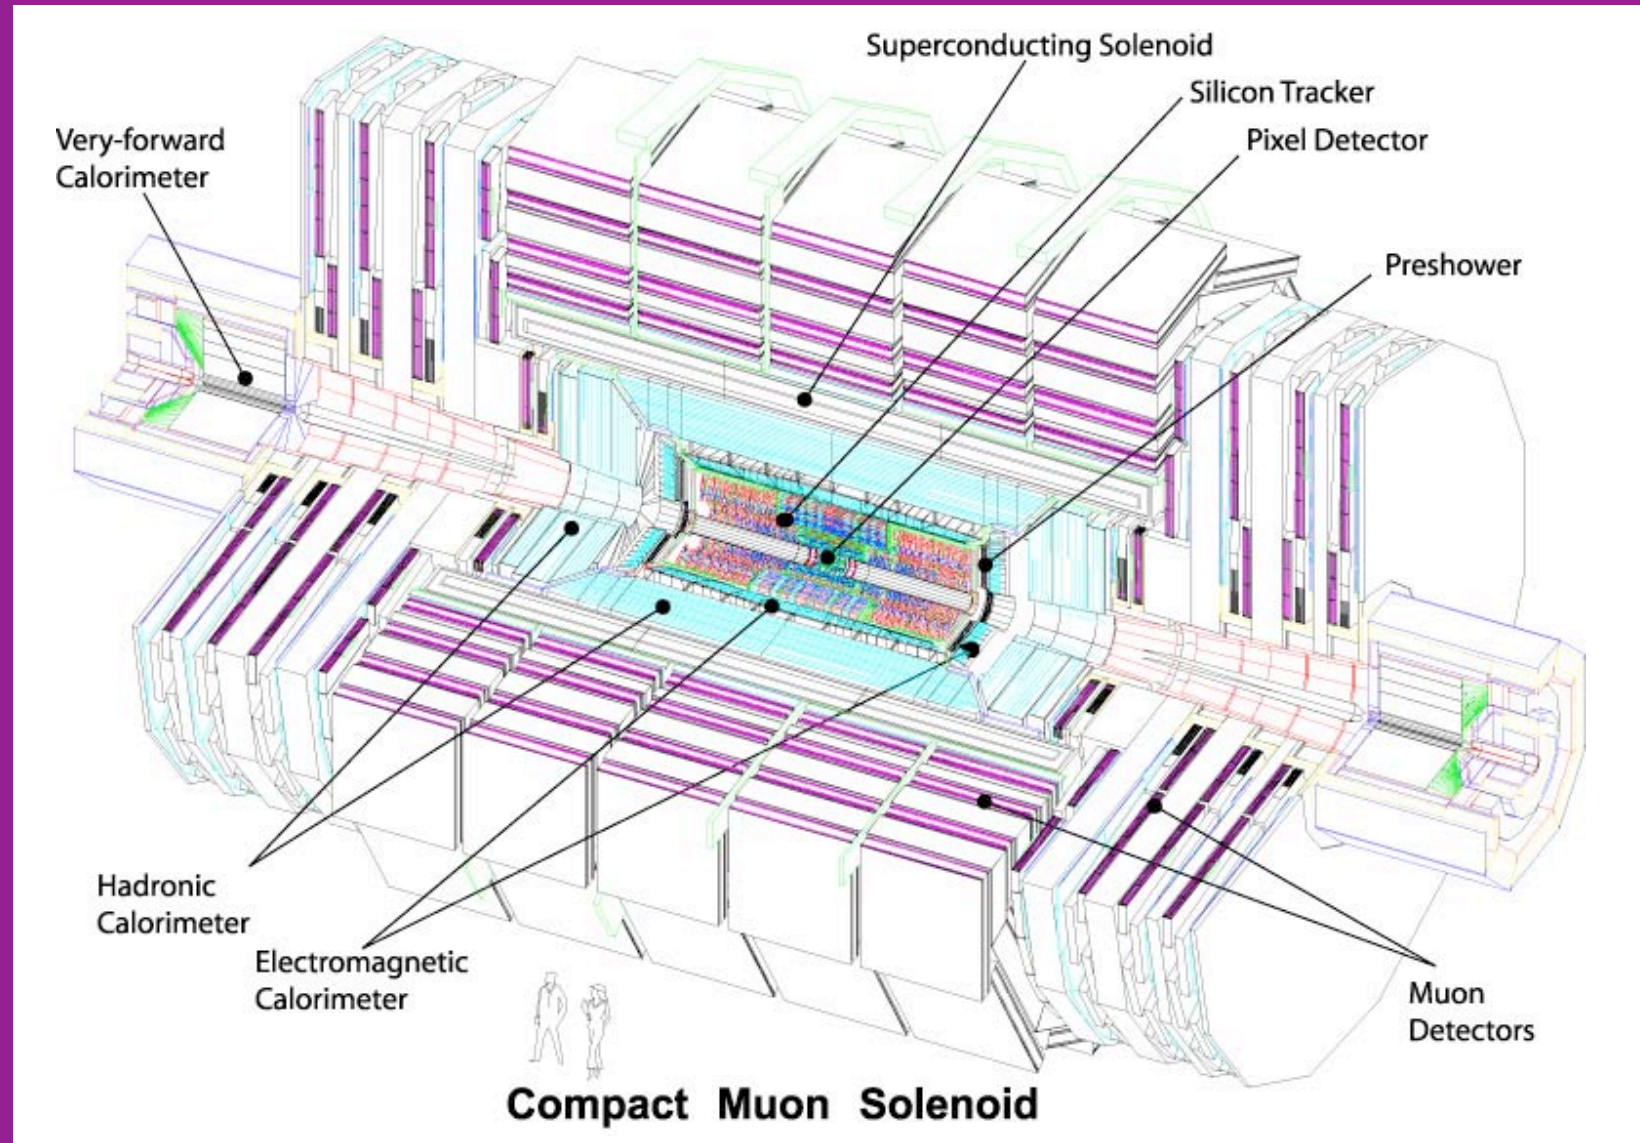 Superconducting Solenoid
Silicon Tracker
Pixel Detector
Very-forward
Calorimeter
Preshower
Hadronic
Calorimeter
Electromagnetic
Calorimeter
Muon
Detectors
Compact Muon Solenoid